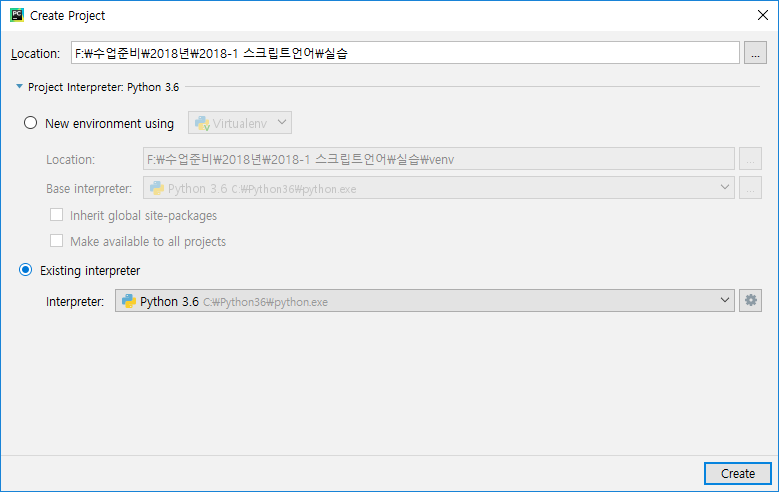 PC
Create Project
Location: F:₩수업준비₩2018년₩2018-1 스크립트언어₩실습 ...
Project Interpreter: Python 3.6
New environment using Virtualenv
Location: F:₩수업준비₩2018년₩2018-1 스크립트언어₩실습₩venv ...
Base interpreter: Python 3.6 C:₩Python36₩python.exe ...
Inherit global site-packages
Make available to all projects
Existing interpreter
Interpreter: Python 3.6 C:₩Python36₩python.exe
Create